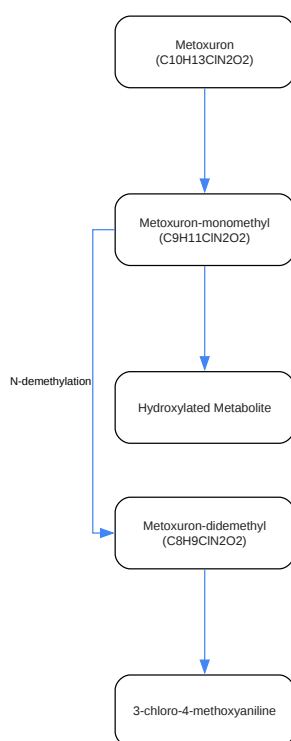 Metoxuron
(C10H13ClN2O2)
Metoxuron-monomethyl
(C9H11ClN2O2)
N-demethylation
Hydroxylated Metabolite
Metoxuron-didemethyl
(C8H9ClN2O2)
3-chloro-4-methoxyaniline